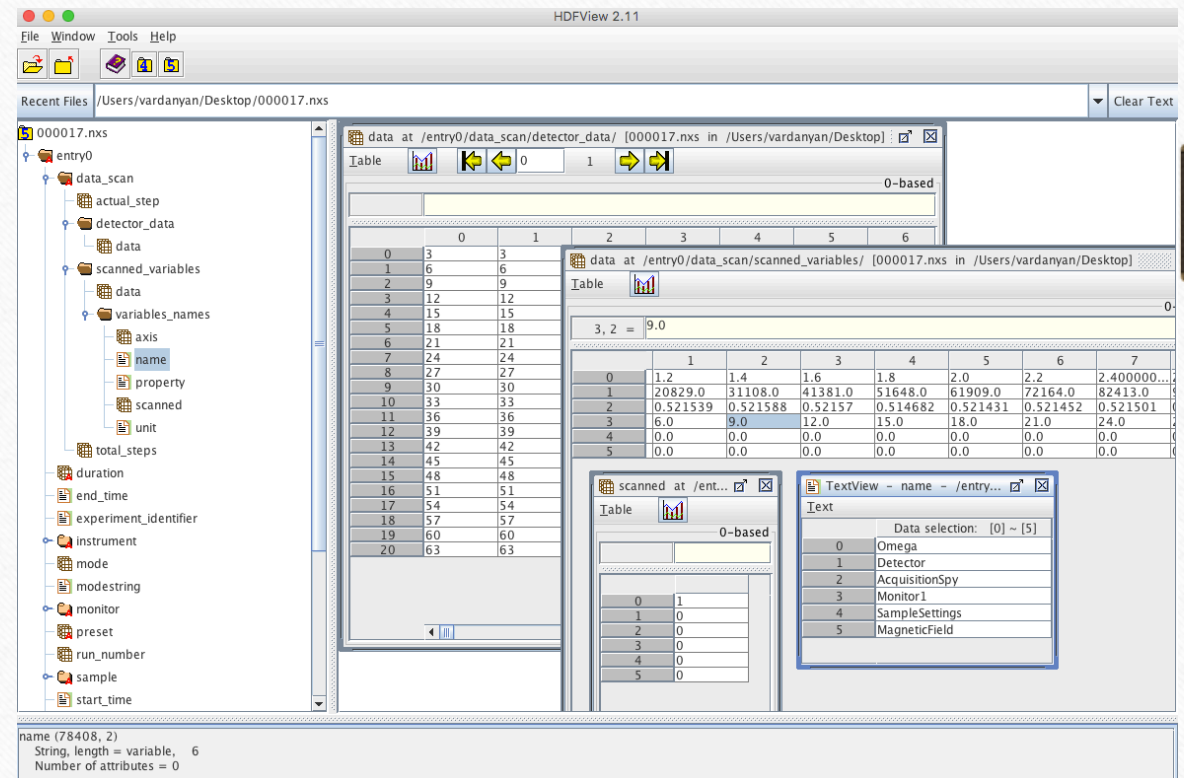 HDFView 2.11
File Window Tools Help
Recent Files /Users/vardanyan/Desktop/000017.nxs Clear Text
000017.nxs
entry0
data_scan
actual_step
detector_data
data
scanned_variables
data
variables_names
axis
name
property
scanned
unit
total_steps
duration
end_time
experiment_identifier
instrument
mode
modestring
monitor
preset
run_number
sample
start_time
data at /entry0/data_scan/detector_data/ [000017.nxs in /Users/vardanyan/Desktop]
Table 0 1
0-based
0 1 2 3 4 5 6
0 3 3
1 6 6
2 9 9
3 12 12
4 15 15
5 18 18
6 21 21
7 24 24
8 27 27
9 30 30
10 33 33
11 36 36
12 39 39
13 42 42
14 45 45
15 48 48
16 51 51
17 54 54
18 57 57
19 60 60
20 63 63
data at /entry0/data_scan/scanned_variables/ [000017.nxs in /Users/vardanyan/Desktop]
Table
0-
3, 2 = 9.0
1 2 3 4 5 6 7
0 1.2 1.4 1.6 1.8 2.0 2.2 2.400000...
1 20829.0 31108.0 41381.0 51648.0 61909.0 72164.0 82413.0
2 0.521539 0.521588 0.52157 0.514682 0.521431 0.521452 0.521501
3 6.0 9.0 12.0 15.0 18.0 21.0 24.0
4 0.0 0.0 0.0 0.0 0.0 0.0 0.0
5 0.0 0.0 0.0 0.0 0.0 0.0 0.0
scanned at /ent...
Table
0-based
0 1
1 0
2 0
3 0
4 0
5 0
TextView - name - /entry...
Text
Data selection: [0] ~ [5]
0 Omega
1 Detector
2 AcquisitionSpy
3 Monitor1
4 SampleSettings
5 MagneticField
name (78408, 2)
String, length = variable, 6
Number of attributes = 0